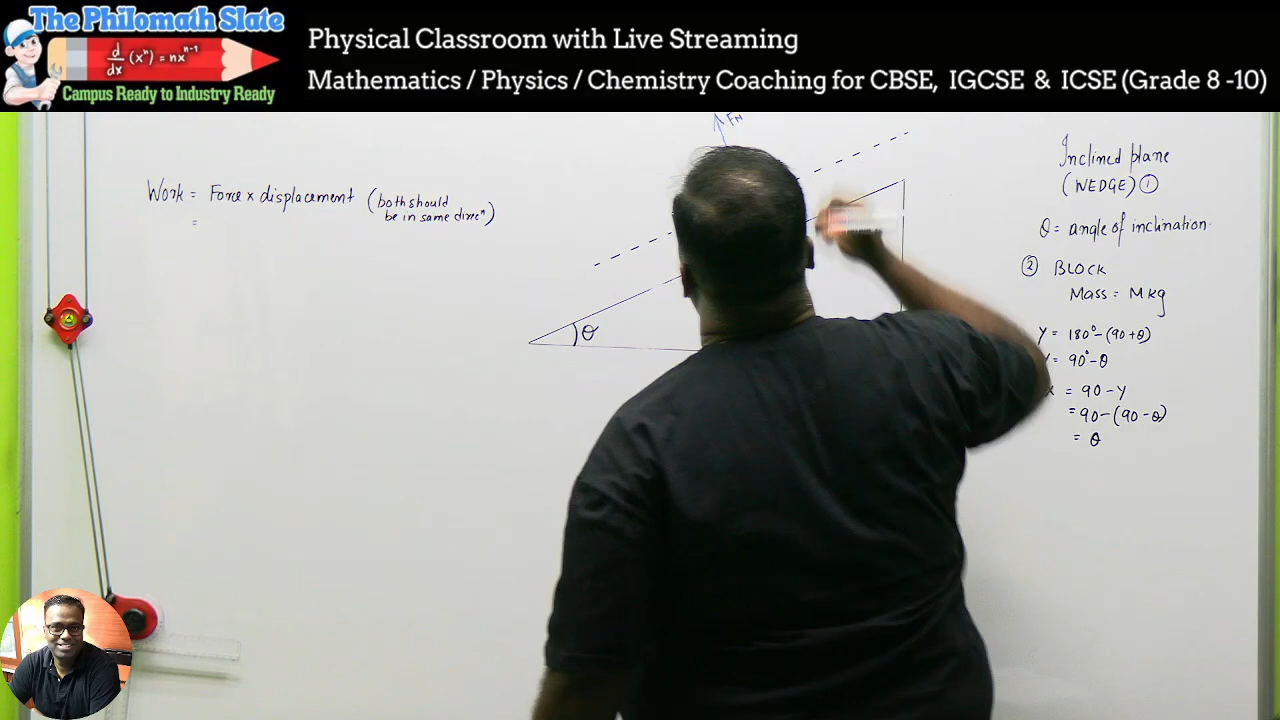 The Philomath Slate
d/dx (xⁿ) = nxⁿ⁻¹
Campus Ready to Industry Ready
Physical Classroom with Live Streaming
Mathematics / Physics / Chemistry Coaching for CBSE, IGCSE & ICSE (Grade 8 -10)
Work = Force x displacement (both should
be in same direcⁿ)
=
FN
θ
Inclined plane
(WEDGE) ①
θ = angle of inclination
② BLOCK
Mass = M kg
y = 180° - (90 + θ)
y = 90° - θ
x = 90 - y
= 90 - (90 - θ)
= θ